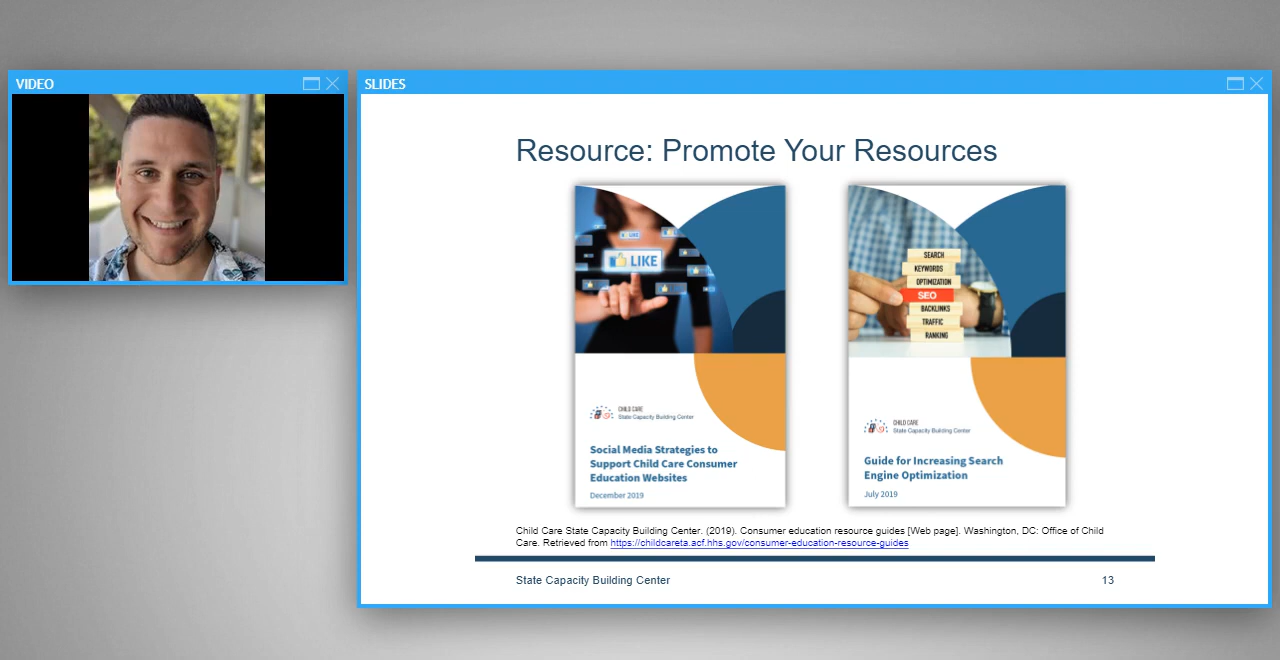 VIDEO
SLIDES
Resource: Promote Your Resources
LIKE
LIKE
SEARCH
KEYWORDS
OPTIMIZATION
SEO
BACKLINKS
TRAFFIC
RANKING
CHILD CARE
State Capacity Building Center
Social Media Strategies to
Support Child Care Consumer
Education Websites
December 2019
CHILD CARE
State Capacity Building Center
Guide for Increasing Search
Engine Optimization
July 2019
Child Care State Capacity Building Center. (2019). Consumer education resource guides [Web page]. Washington, DC: Office of Child
Care. Retrieved from https://childcareta.acf.hhs.gov/consumer-education-resource-guides
State Capacity Building Center
13